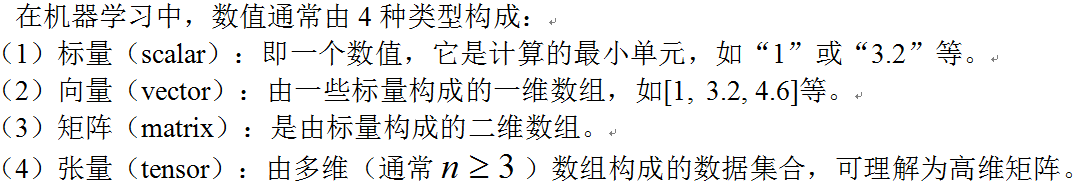 在机器学习中，数值通常由 4 种类型构成：
（1）标量（scalar）：即一个数值，它是计算的最小单元，如“1”或“3.2”等。
（2）向量（vector）：由一些标量构成的一维数组，如[1, 3.2, 4.6]等。
（3）矩阵（matrix）：是由标量构成的二维数组。
（4）张量（tensor）：由多维（通常 n ≥ 3 ）数组构成的数据集合，可理解为高维矩阵。